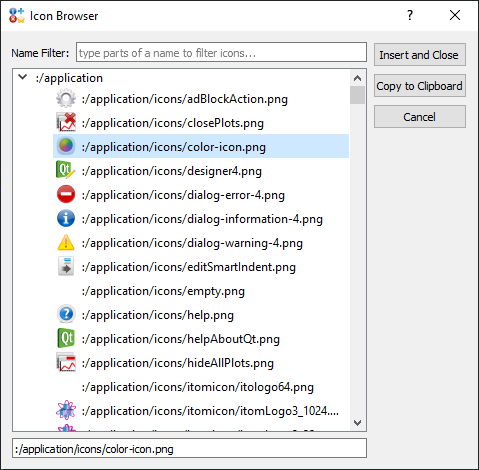 Icon Browser
Name Filter: type parts of a name to filter icons...
Insert and Close
:/application
Copy to Clipboard
:/application/icons/adBlockAction.png
:/application/icons/closePlots.png
Cancel
:/application/icons/color-icon.png
:/application/icons/designer4.png
:/application/icons/dialog-error-4.png
:/application/icons/dialog-information-4.png
:/application/icons/dialog-warning-4.png
:/application/icons/editSmartIndent.png
:/application/icons/empty.png
:/application/icons/help.png
:/application/icons/helpAboutQt.png
:/application/icons/hideAllPlots.png
:/application/icons/itomicon/itologo64.png
:/application/icons/itomicon/itomLogo3_1024....
:/application/icons/color-icon.png